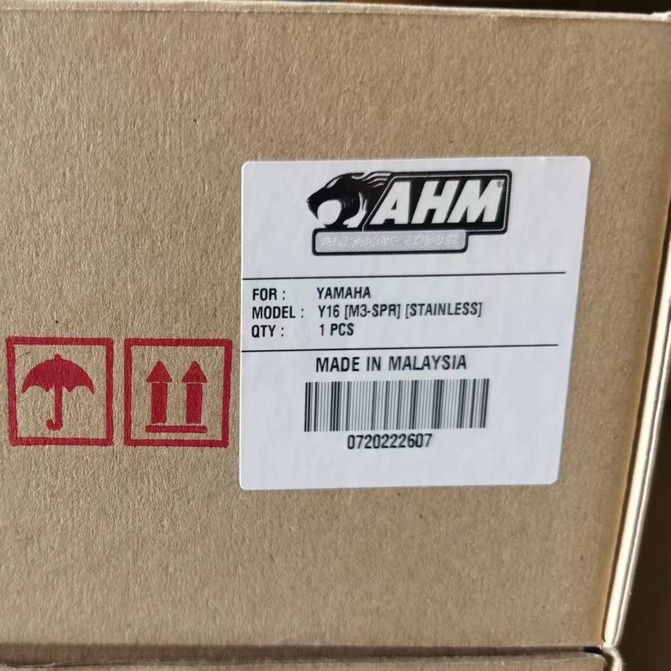 AHM®
FOR : YAMAHA
MODEL : Y16 [M3-SPR] [STAINLESS]
QTY : 1 PCS
MADE IN MALAYSIA
0720222607